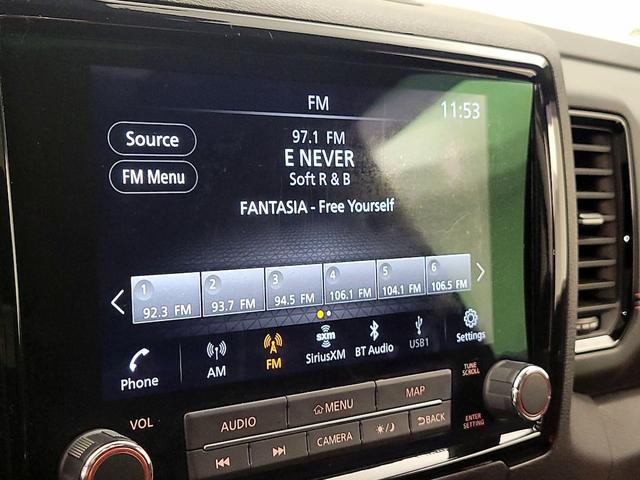 FM
11:53
Source
FM Menu
97.1 FM
E NEVER
Soft R & B
FANTASIA - Free Yourself
1
92.3 FM
2
93.7 FM
3
94.5 FM
4
106.1 FM
5
104.1 FM
6
106.5 FM
Phone
AM
FM
sxm
SiriusXM
BT Audio
USB1
Settings
VOL
AUDIO
MENU
MAP
CAMERA
BACK
TUNE
SCROLL
ENTER
SETTING